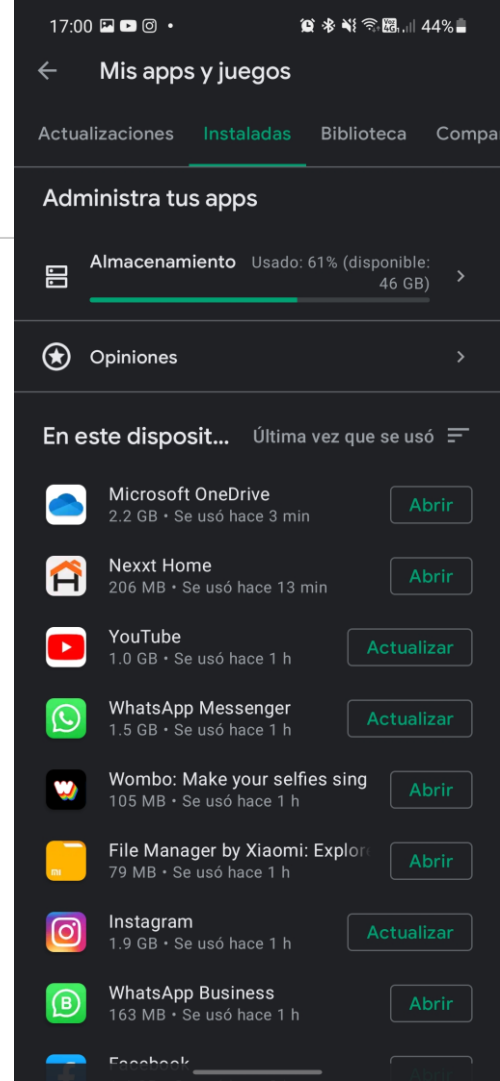 17:00 44%
Mis apps y juegos
Actualizaciones Instaladas Biblioteca Compa
Administra tus apps
Almacenamiento Usado: 61% (disponible:
46 GB)
Opiniones
En este disposit... Última vez que se usó
Microsoft OneDrive
2.2 GB • Se usó hace 3 min
Abrir
Nexxt Home
206 MB • Se usó hace 13 min
Abrir
YouTube
1.0 GB • Se usó hace 1 h
Actualizar
WhatsApp Messenger
1.5 GB • Se usó hace 1 h
Actualizar
Wombo: Make your selfies sing
105 MB • Se usó hace 1 h
Abrir
mi
File Manager by Xiaomi: Explor
79 MB • Se usó hace 1 h
Abrir
Instagram
1.9 GB • Se usó hace 1 h
Actualizar
WhatsApp Business
163 MB • Se usó hace 1 h
Abrir
Facebook
Abrir